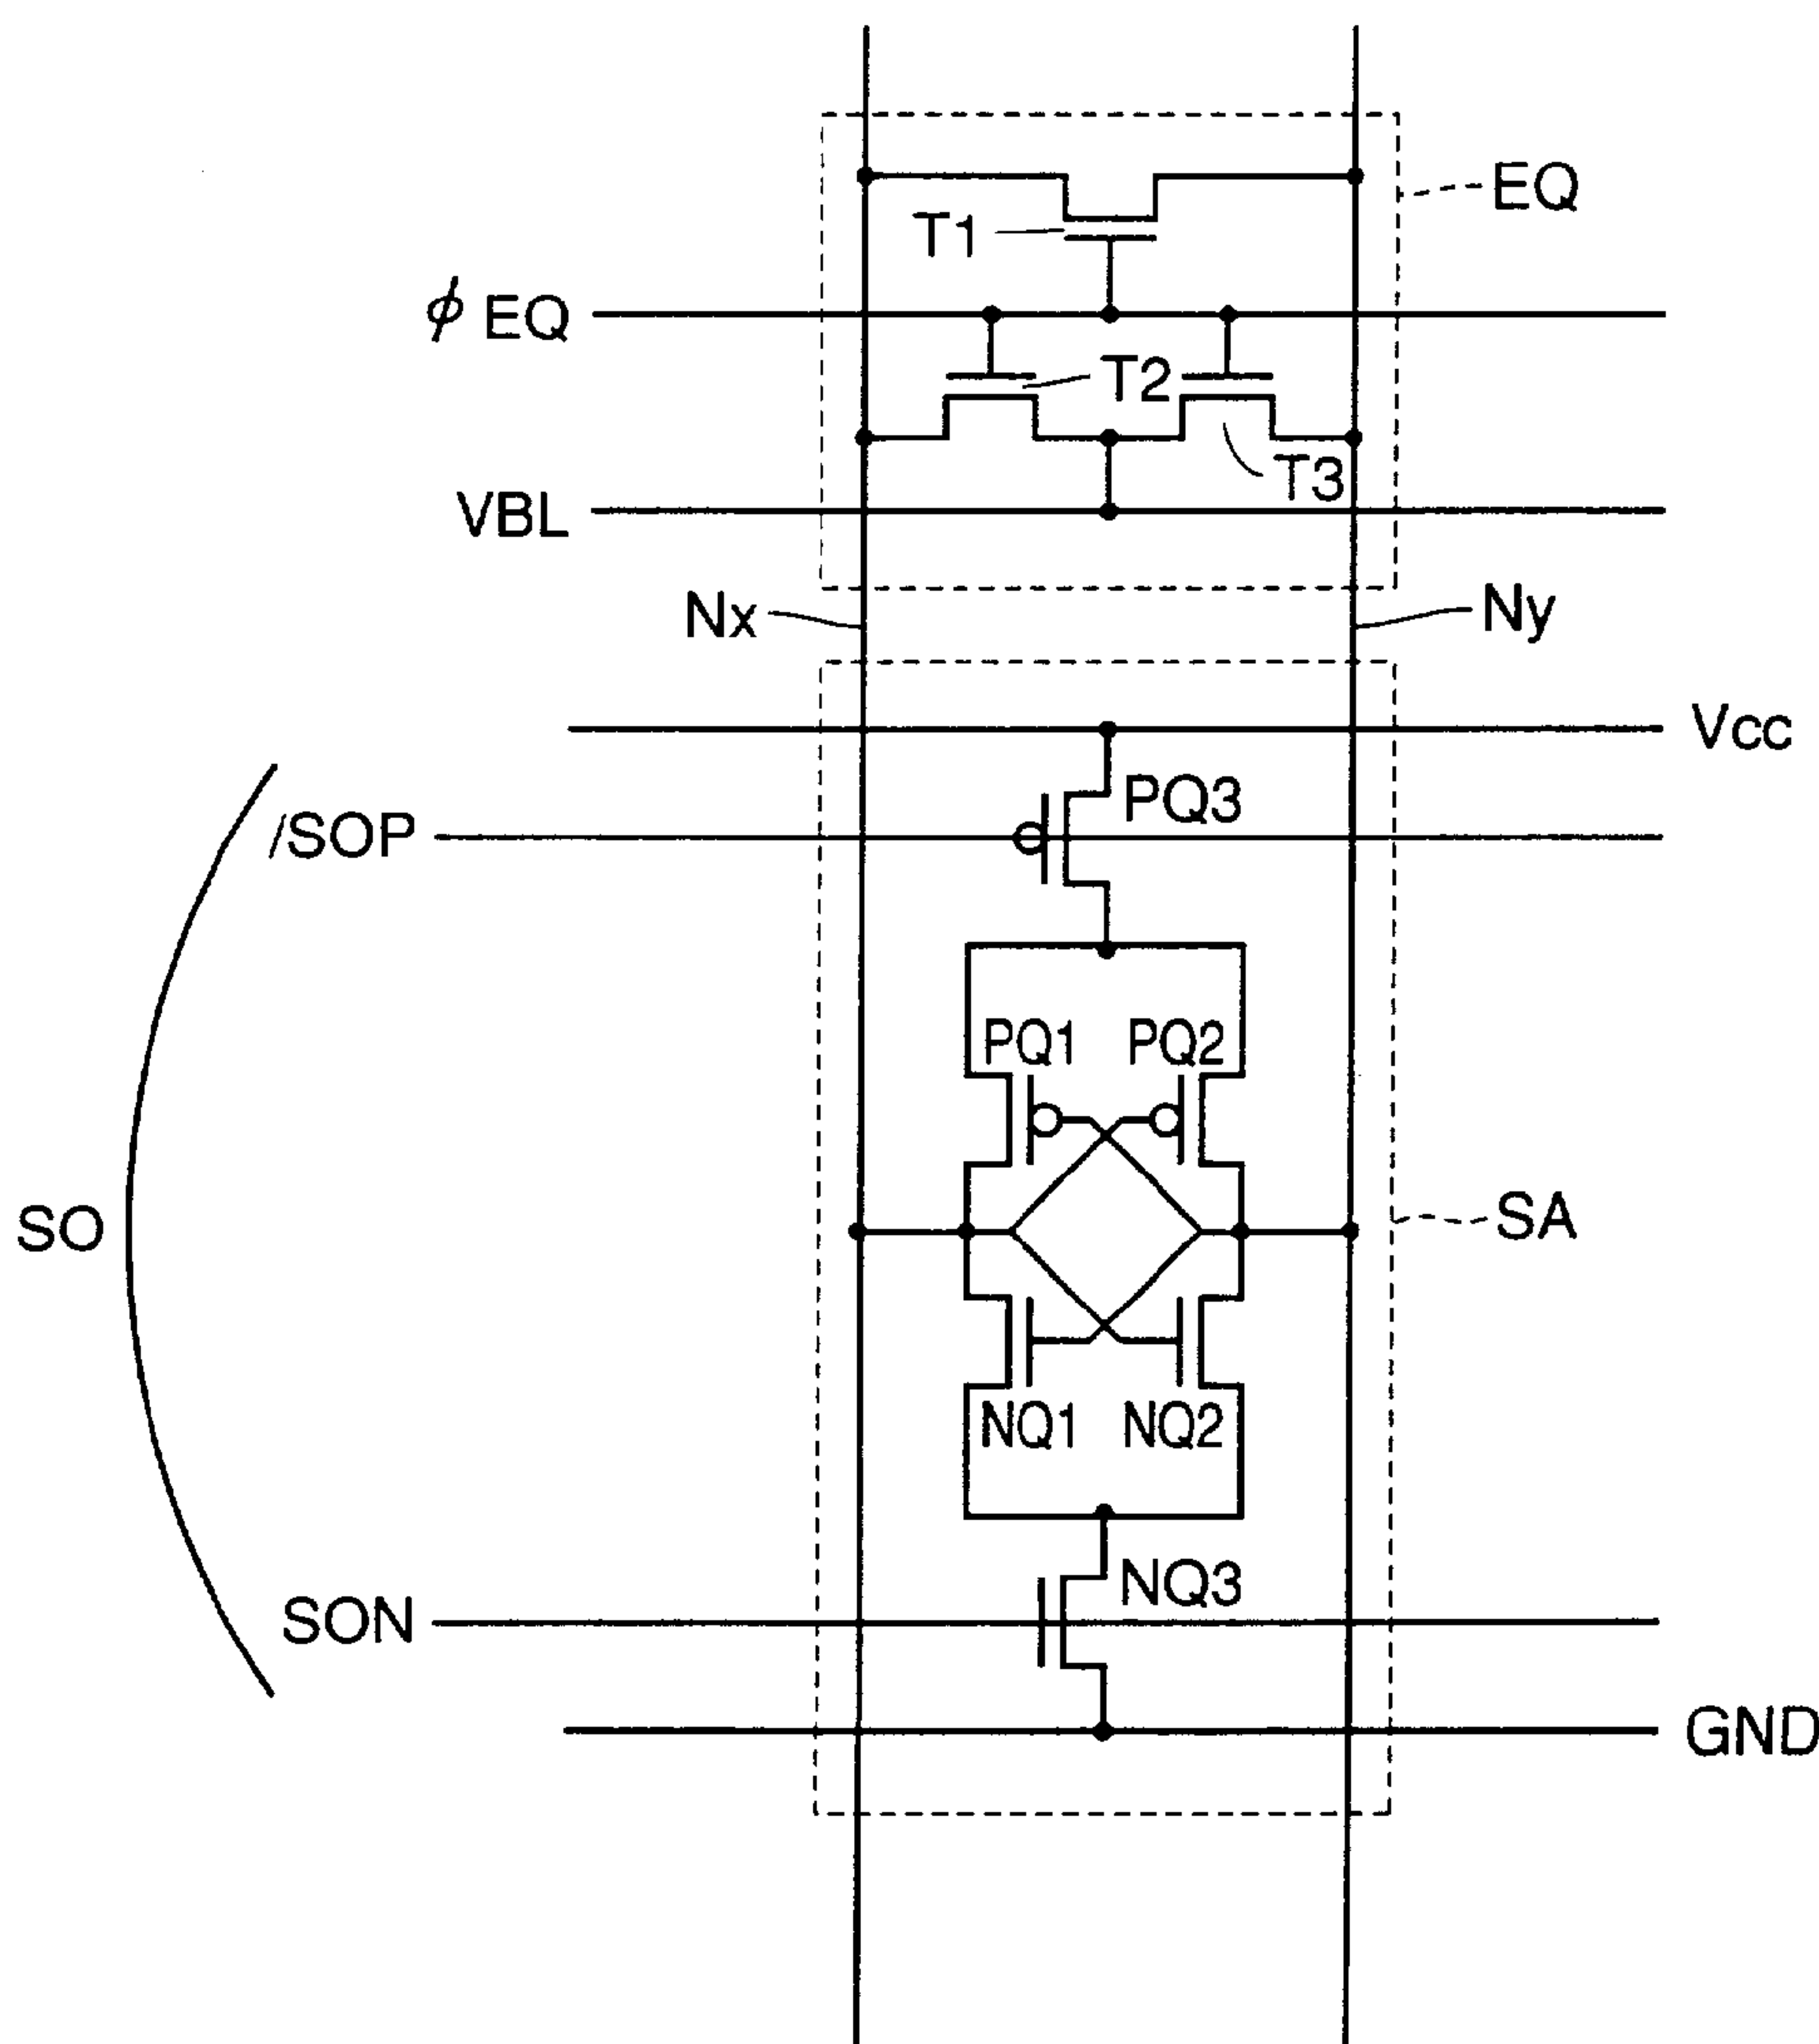 EQ
T1
ϕ EQ
T2
T3
VBL
Nx
Ny
Vcc
PQ3
/SOP
PQ1 PQ2
SO
SA
NQ1 NQ2
NQ3
SON
GND